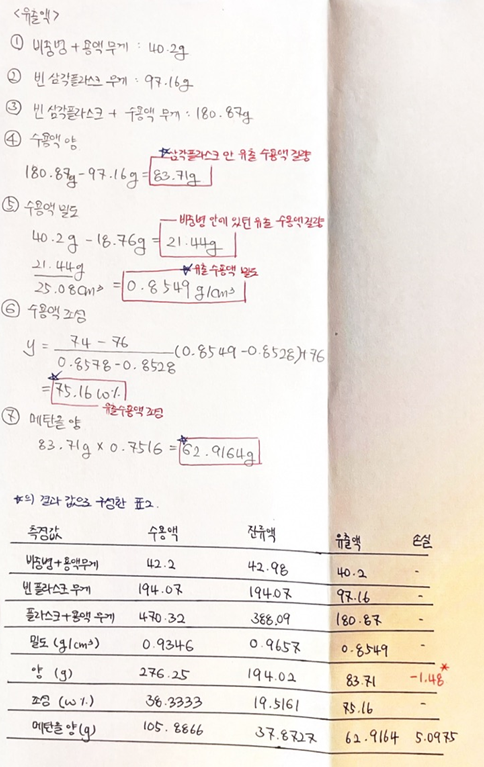 <유출액>
① 비중병 + 용액무게 : 40.2g
② 빈 삼각플라스크 무게 : 97.16g
③ 빈 삼각플라스크 + 수용액 무게 : 180.87g
④ 수용액 양
★삼각플라스크 안 유출 수용액 질량
180.87g - 97.16g = 83.71g
⑤ 수용액 밀도
비중병 안에 있던 유출 수용액질량
40.2g - 18.76g = 21.44g
★유출 수용액 밀도
21.44g / 25.08cm³ = 0.8549 g/cm³
⑥ 수용액 조성
y = 74 - 76 / 0.8578 - 0.8528 (0.8549 - 0.8528) + 76
= 75.16 w%
유출수용액 조성
⑦ 메탄올 양
83.71g × 0.7516 = 62.9164g
결과 값으로 구성한 표2.
측정값 수용액 잔류액 유출액 손실
비중병+용액무게 42.2 42.98 40.2 -
빈 플라스크 무게 194.07 194.07 97.16 -
플라스크+용액 무게 470.32 388.09 180.87 -
밀도 (g/cm³) 0.9346 0.9657 0.8549 -
양 (g) 276.25 194.02 83.71 -1.48*
조성 (w%) 38.3333 19.5161 75.16 -
메탄올 양(g) 105.8866 37.8727 62.9164 5.0975